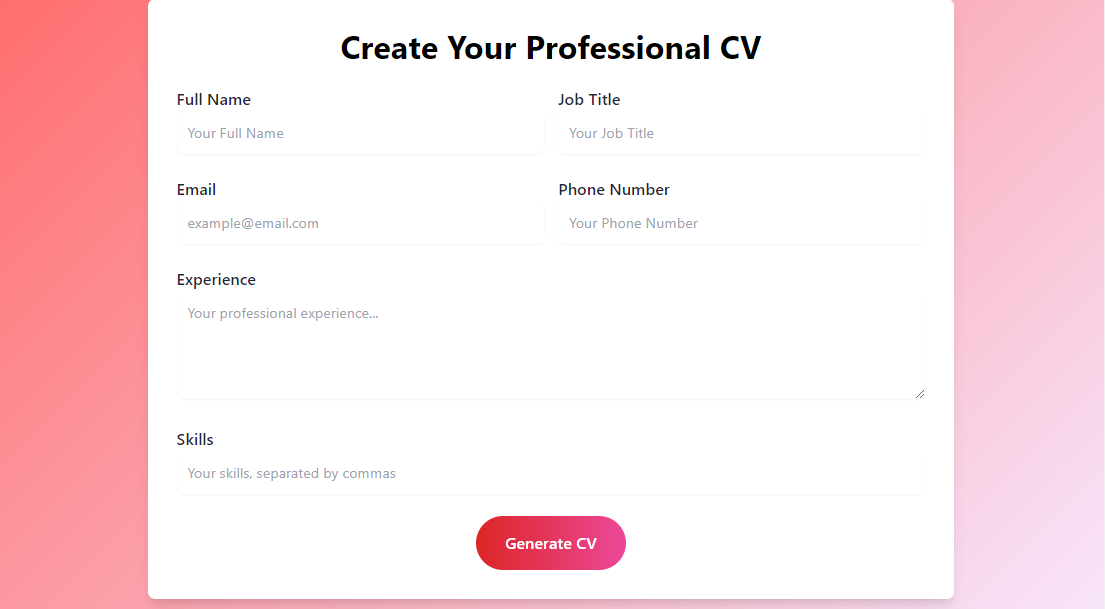 Create Your Professional CV
Full Name
Job Title
Your Full Name
Your Job Title
Email
Phone Number
example@email.com
Your Phone Number
Experience
Your professional experience...
Skills
Your skills, separated by commas
Generate CV